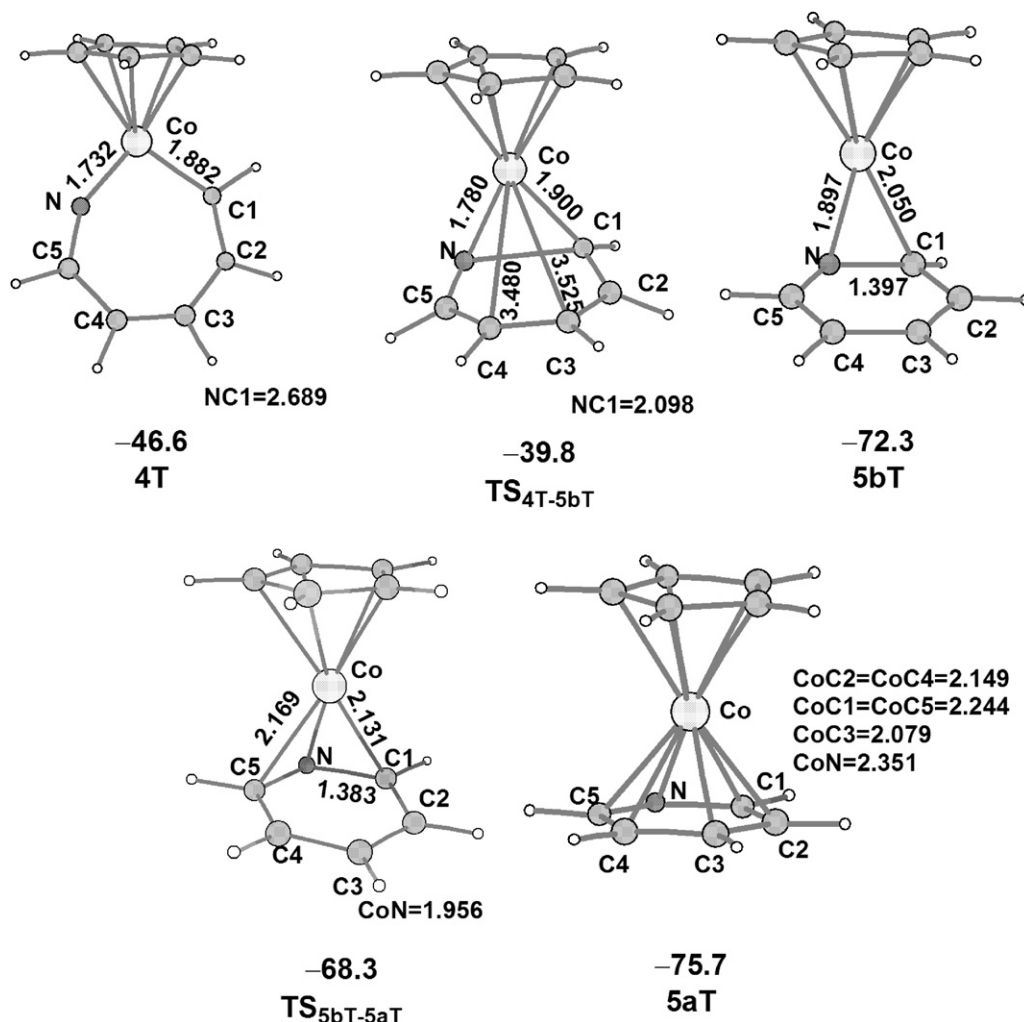 Co
1.732
1.882
N
C1
C5
C2
C4
C3
NC1=2.689
−46.6
4T
Co
1.780
1.900
N
C1
3.480
3.525
C5
C2
C4
C3
NC1=2.098
−39.8
TS4T-5bT
Co
1.897
2.050
N
C1
1.397
C5
C2
C4
C3
−72.3
5bT
Co
2.169
2.131
N
C5
C1
1.383
C2
C4
C3
CoN=1.956
−68.3
TS5bT-5aT
Co
CoC2=CoC4=2.149
CoC1=CoC5=2.244
CoC3=2.079
CoN=2.351
C5
N
C1
C4
C3
C2
−75.7
5aT